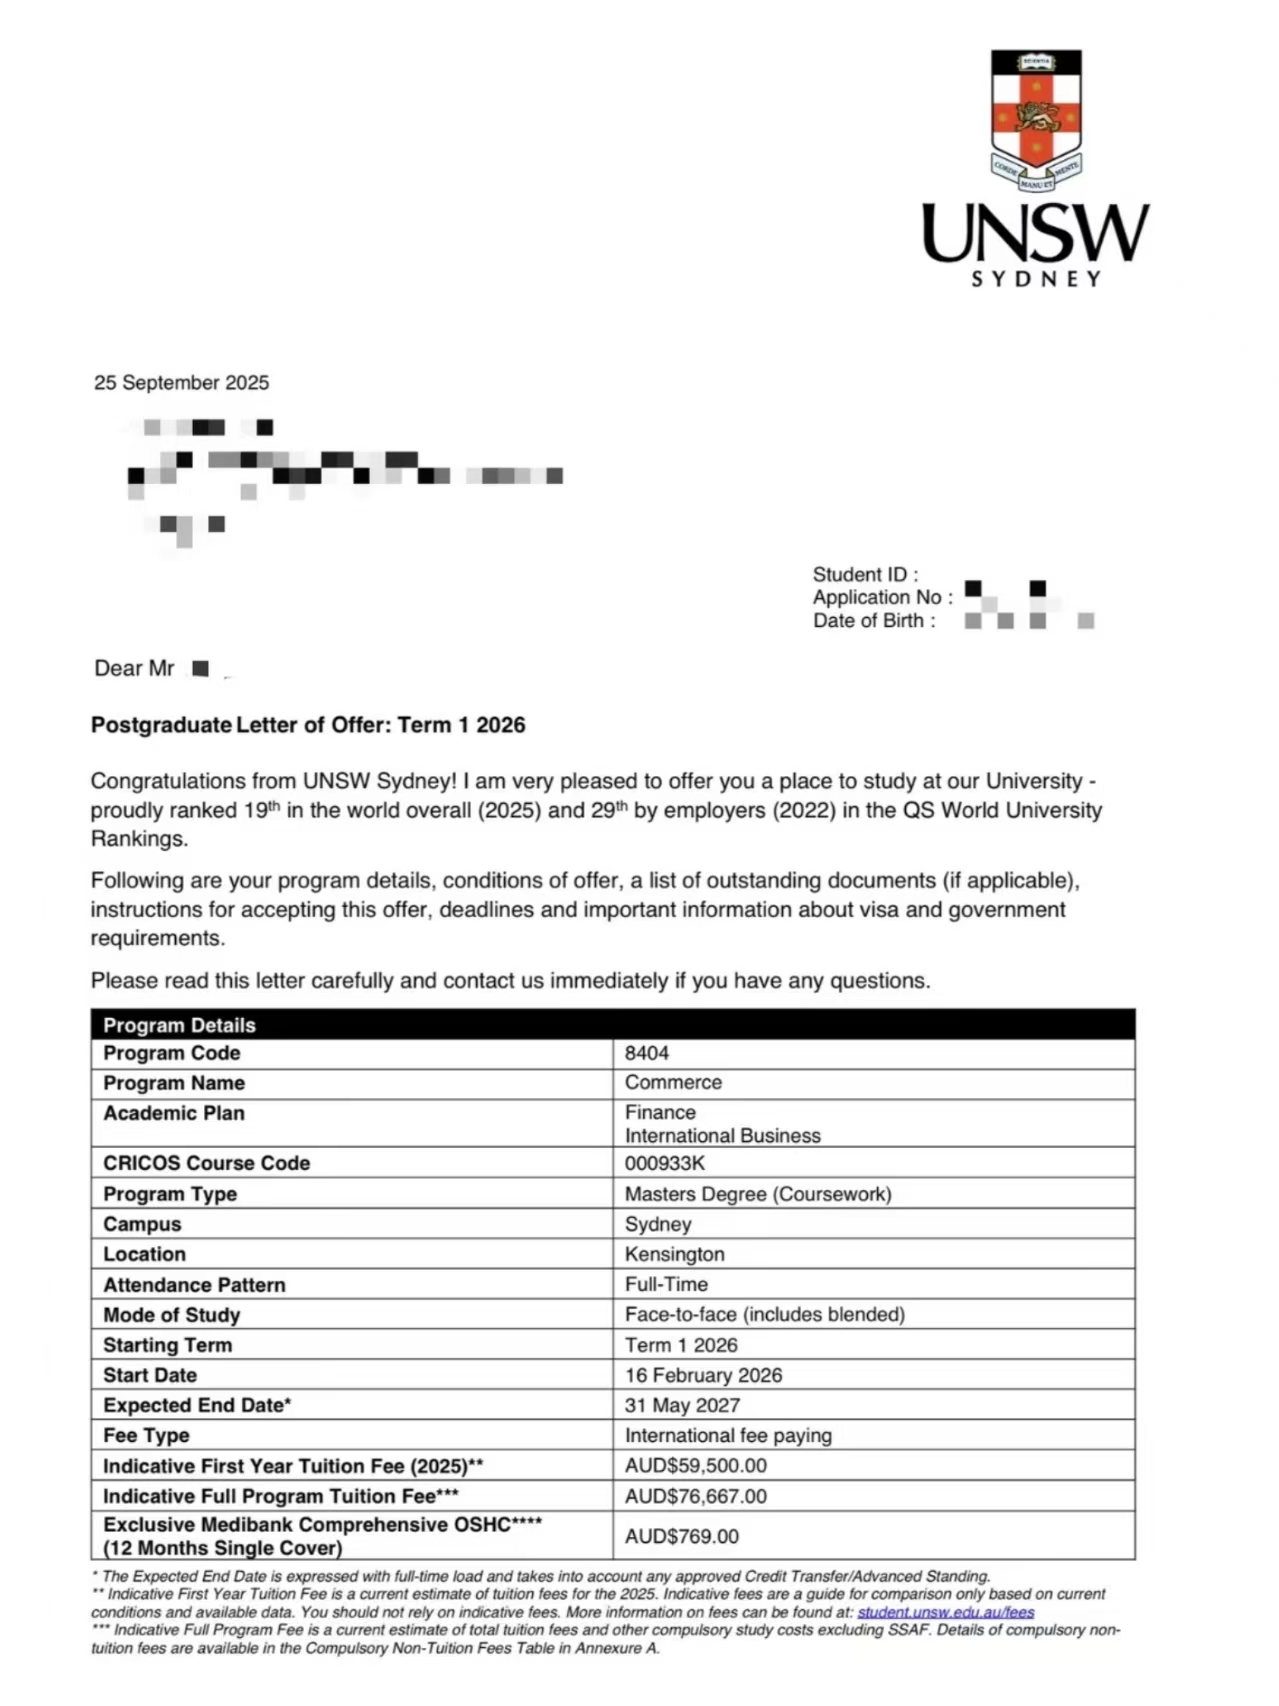 SCIENTIA
CORDE
MANU ET
MENTE
UNSW
SYDNEY
25 September 2025
Student ID :
Application No :
Date of Birth :
Dear Mr
Postgraduate Letter of Offer: Term 1 2026
Congratulations from UNSW Sydney! I am very pleased to offer you a place to study at our University -
proudly ranked 19th in the world overall (2025) and 29th by employers (2022) in the QS World University
Rankings.
Following are your program details, conditions of offer, a list of outstanding documents (if applicable),
instructions for accepting this offer, deadlines and important information about visa and government
requirements.
Please read this letter carefully and contact us immediately if you have any questions.
Program Details
Program Code 8404
Program Name Commerce
Academic Plan Finance
International Business
CRICOS Course Code 000933K
Program Type Masters Degree (Coursework)
Campus Sydney
Location Kensington
Attendance Pattern Full-Time
Mode of Study Face-to-face (includes blended)
Starting Term Term 1 2026
Start Date 16 February 2026
Expected End Date* 31 May 2027
Fee Type International fee paying
Indicative First Year Tuition Fee (2025)** AUD$59,500.00
Indicative Full Program Tuition Fee*** AUD$76,667.00
Exclusive Medibank Comprehensive OSHC****
(12 Months Single Cover) AUD$769.00
* The Expected End Date is expressed with full-time load and takes into account any approved Credit Transfer/Advanced Standing.
** Indicative First Year Tuition Fee is a current estimate of tuition fees for the 2025. Indicative fees are a guide for comparison only based on current
conditions and available data. You should not rely on indicative fees. More information on fees can be found at: student.unsw.edu.au/fees
*** Indicative Full Program Fee is a current estimate of total tuition fees and other compulsory study costs excluding SSAF. Details of compulsory non-
tuition fees are available in the Compulsory Non-Tuition Fees Table in Annexure A.